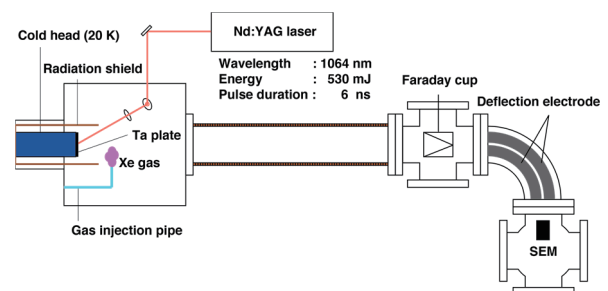 Nd:YAG laser
Cold head (20 K)
Wavelength : 1064 nm
Radiation shield
Energy : 530 mJ
Faraday cup
Pulse duration : 6 ns
Deflection electrode
Ta plate
Xe gas
Gas injection pipe
SEM